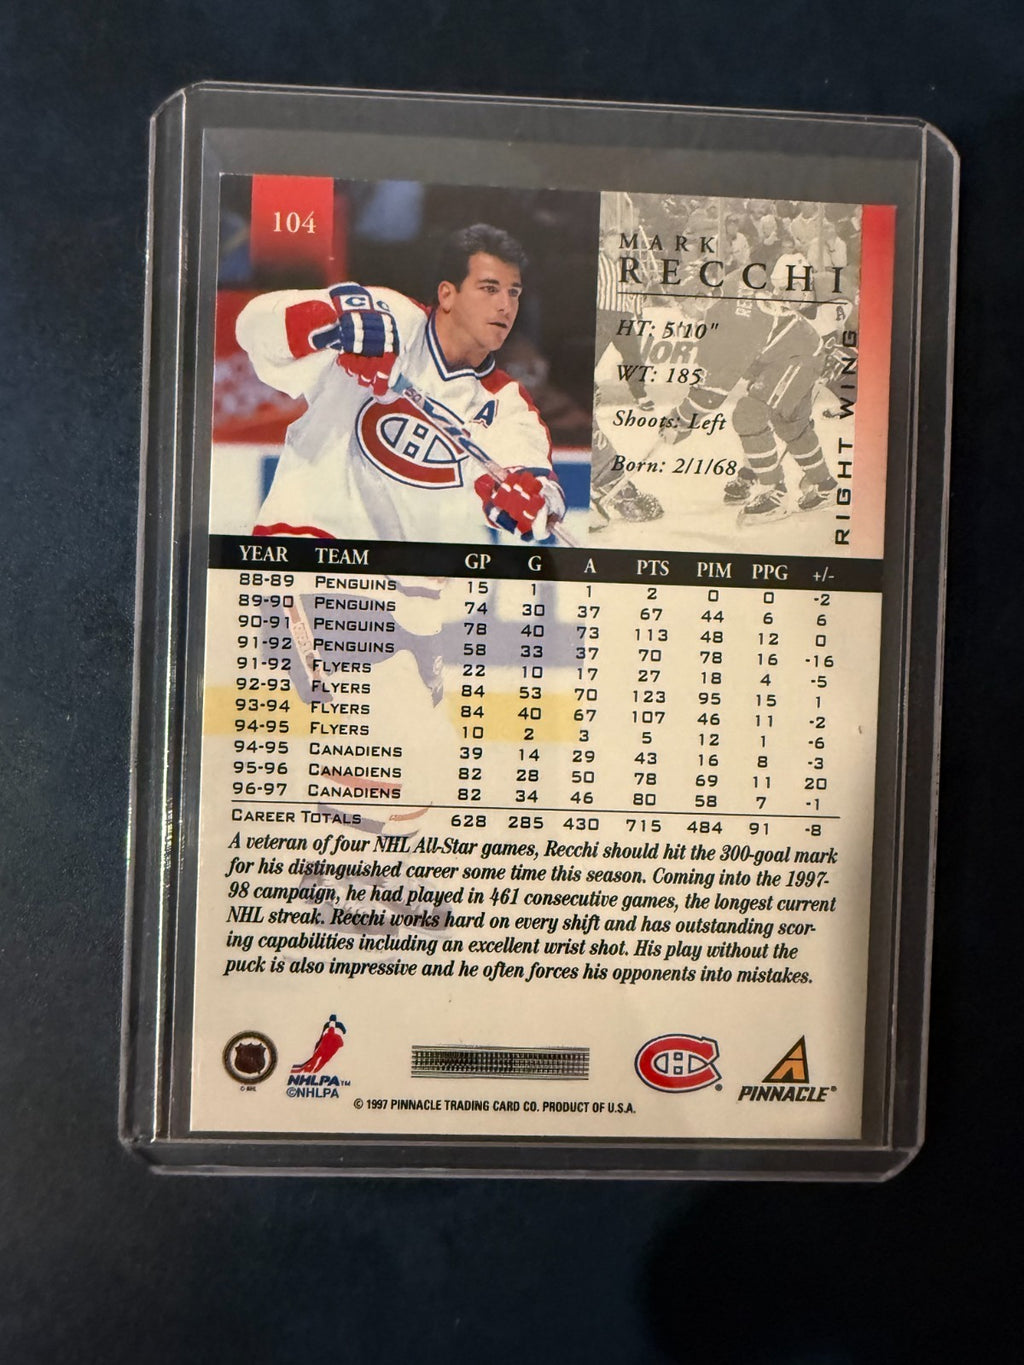 104
MARK
RECCHI
HT: 5'10"
WT: 185
Shoots: Left
Born: 2/1/68
RIGHT WING
A
YEAR TEAM GP G A PTS PIM PPG +/-
88-89 PENGUINS 15 1 1 2 0 0 -2
89-90 PENGUINS 74 30 37 67 44 6 6
90-91 PENGUINS 78 40 73 113 48 12 0
91-92 PENGUINS 58 33 37 70 78 16 -16
91-92 FLYERS 22 10 17 27 18 4 -5
92-93 FLYERS 84 53 70 123 95 15 1
93-94 FLYERS 84 40 67 107 46 11 -2
94-95 FLYERS 10 2 3 5 12 1 -6
94-95 CANADIENS 39 14 29 43 16 8 -3
95-96 CANADIENS 82 28 50 78 69 11 20
96-97 CANADIENS 82 34 46 80 58 7 -1
CAREER TOTALS 628 285 430 715 484 91 -8
A veteran of four NHL All-Star games, Recchi should hit the 300-goal mark
for his distinguished career some time this season. Coming into the 1997-
98 campaign, he had played in 461 consecutive games, the longest current
NHL streak. Recchi works hard on every shift and has outstanding scor-
ing capabilities including an excellent wrist shot. His play without the
puck is also impressive and he often forces his opponents into mistakes.
© NHL
NHLPA™
©NHLPA
CH®
PINNACLE®
© 1997 PINNACLE TRADING CARD CO. PRODUCT OF U.S.A.